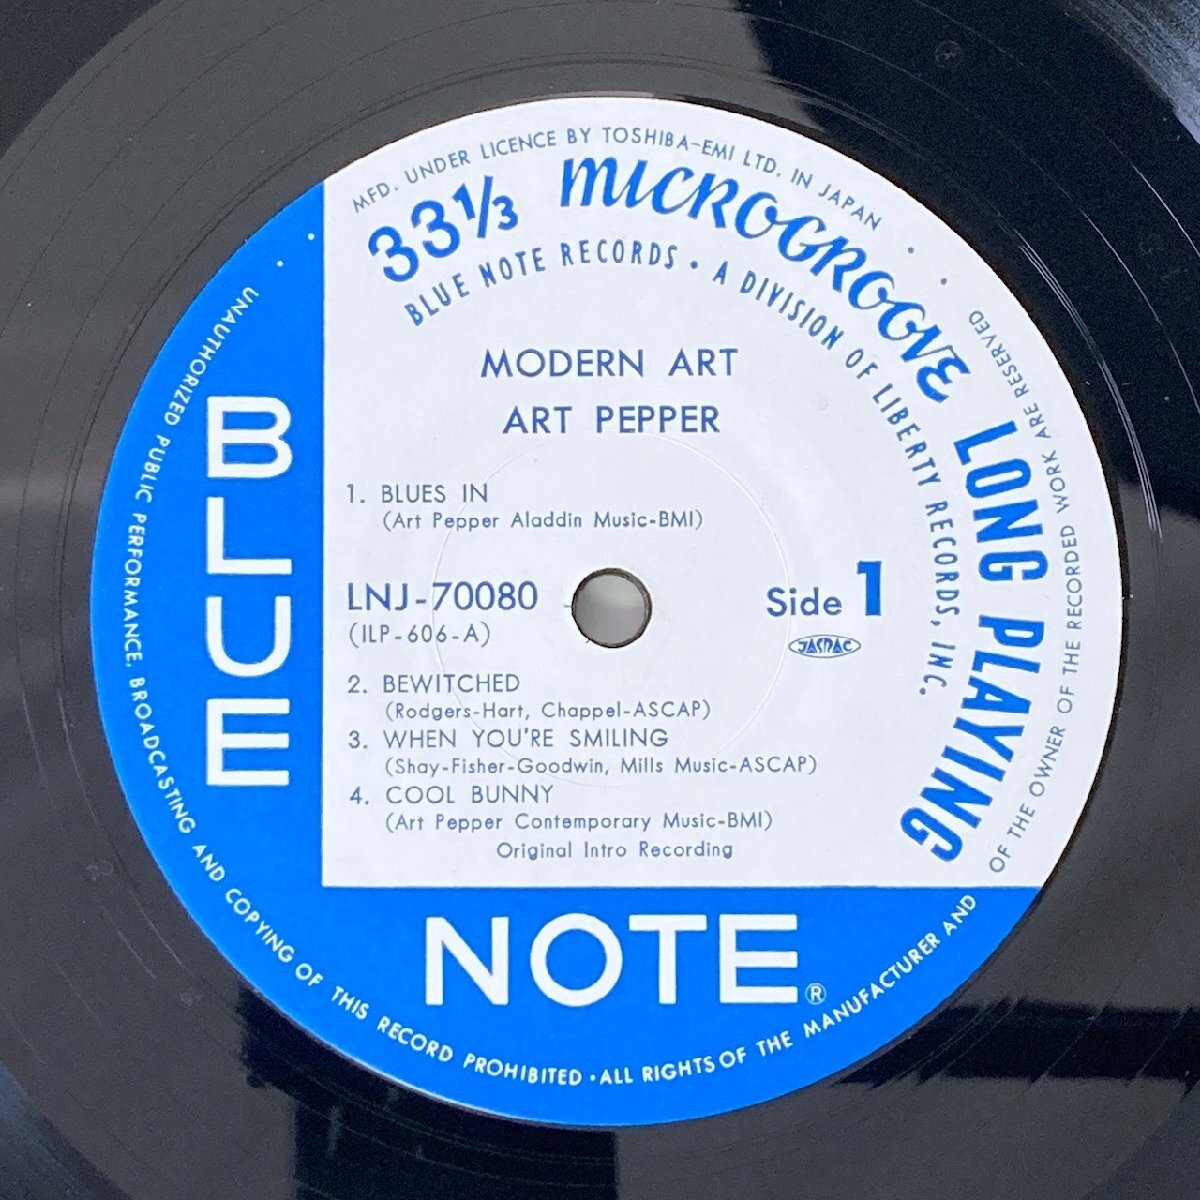 MFD. UNDER LICENCE BY TOSHIBA-EMI LTD. IN JAPAN
33⅓ MICROGROOVE LONG PLAYING
BLUE NOTE RECORDS • A DIVISION OF LIBERTY RECORDS, INC.
MODERN ART
ART PEPPER
1. BLUES IN
(Art Pepper Aladdin Music-BMI)
LNJ-70080
(ILP-606-A)
Side 1
JASRAC
2. BEWITCHED
(Rodgers-Hart, Chappel-ASCAP)
3. WHEN YOU'RE SMILING
(Shay-Fisher-Goodwin, Mills Music-ASCAP)
4. COOL BUNNY
(Art Pepper Contemporary Music-BMI)
Original Intro Recording
BLUE
NOTE®
UNAUTHORIZED PUBLIC PERFORMANCE, BROADCASTING AND COPYING OF THIS RECORD PROHIBITED • ALL RIGHTS OF THE MANUFACTURER AND OF THE OWNER OF THE RECORDED WORK ARE RESERVED